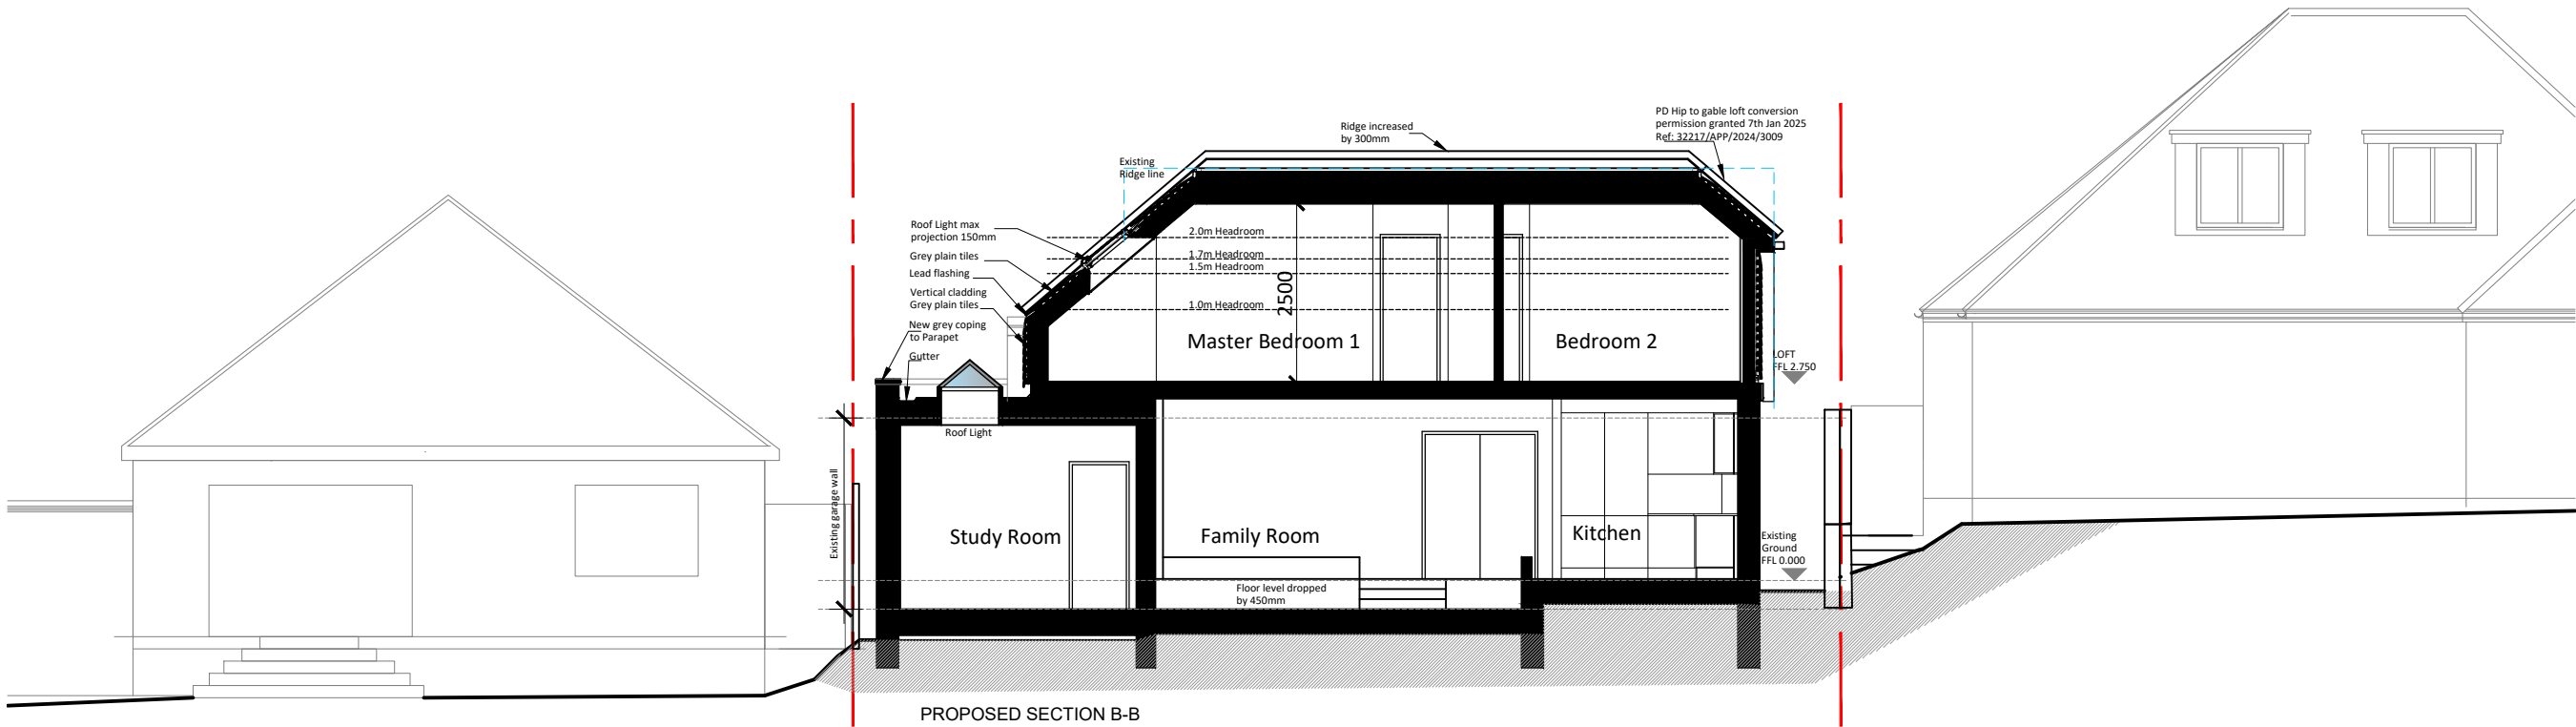 PD Hip to gable loft conversion
permission granted 7th Jan 2025
Ref: 32217/APP/2024/3009
Ridge increased
by 300mm
Existing
Ridge line
Roof Light max
projection 150mm
Grey plain tiles
Lead flashing
Vertical cladding
Grey plain tiles
New grey coping
to Parapet
Gutter
2.0m Headroom
1.7m Headroom
1.5m Headroom
1.0m Headroom
2500
Master Bedroom 1
Bedroom 2
LOFT
FFL 2.750
Roof Light
Existing garage wall
Study Room
Family Room
Kitchen
Existing
Ground
FFL 0.000
Floor level dropped
by 450mm
PROPOSED SECTION B-B